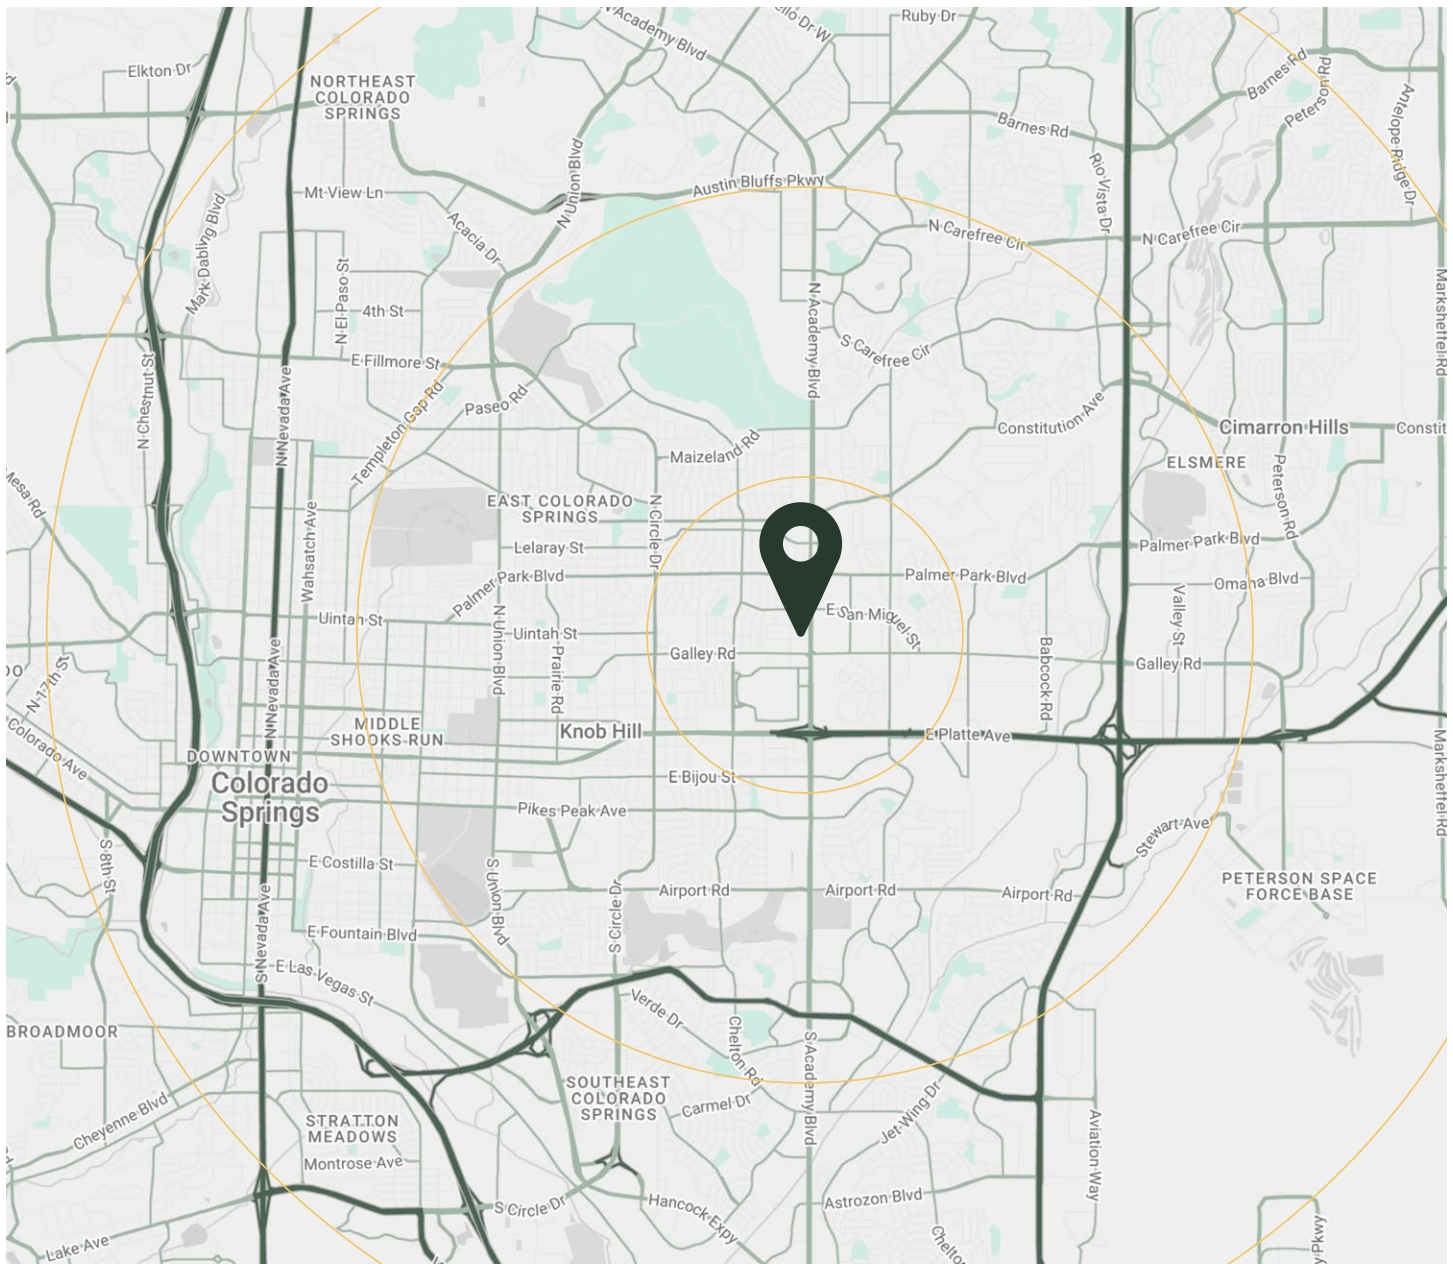 N Academy Blvd
Ruby Dr
Elkton Dr
NORTHEAST
COLORADO
SPRINGS
Barnes Rd
Peterson Rd
Antelope Ridge Dr
Barnes Rd
N Union Blvd
Rio Vista Dr
Mt View Ln
Austin Bluffs Pkwy
Mark Dabling Blvd
Acacia Dr
N Carefree Cir
N Carefree Cir
N El Paso St
4th St
N Academy Blvd
Marksheffel Rd
E Fillmore St
S Carefree Cir
N Chestnut St
N Nevada Ave
Templeton Gap Rd
Paseo Rd
Constitution Ave
Cimarron Hills
Constit
Maizeland Rd
ELSMERE
Mesa Rd
Peterson Rd
EAST COLORADO
SPRINGS
N Circle Dr
Wahsatch Ave
Lelaray St
Palmer Park Blvd
Palmer Park Blvd
Palmer Park Blvd
Omaha Blvd
Uintah St
N Union Blvd
Uintah St
E San Miguel St
Valley St
Galley Rd
Galley Rd
N 17th St
N Nevada Ave
Prairie Rd
Babcock Rd
MIDDLE
SHOOKS RUN
Knob Hill
E Platte Ave
Colorado Ave
DOWNTOWN
Colorado
Springs
E Bijou St
Marksheffel Rd
Pikes Peak Ave
Stewart Ave
S 8th St
E Costilla St
S Union Blvd
Airport Rd
Airport Rd
Airport Rd
PETERSON SPACE
FORCE BASE
S Nevada Ave
S Circle Dr
E Fountain Blvd
E Las Vegas St
Verde Dr
BROADMOOR
Chelton Rd
S Academy Blvd
SOUTHEAST
COLORADO
SPRINGS
Carmel Dr
Jet Wing Dr
Cheyenne Blvd
STRATTON
MEADOWS
Aviation Way
Montrose Ave
S Circle Dr
Hancock Expy
Astrozon Blvd
Lake Ave
Chelto
y Pkwy